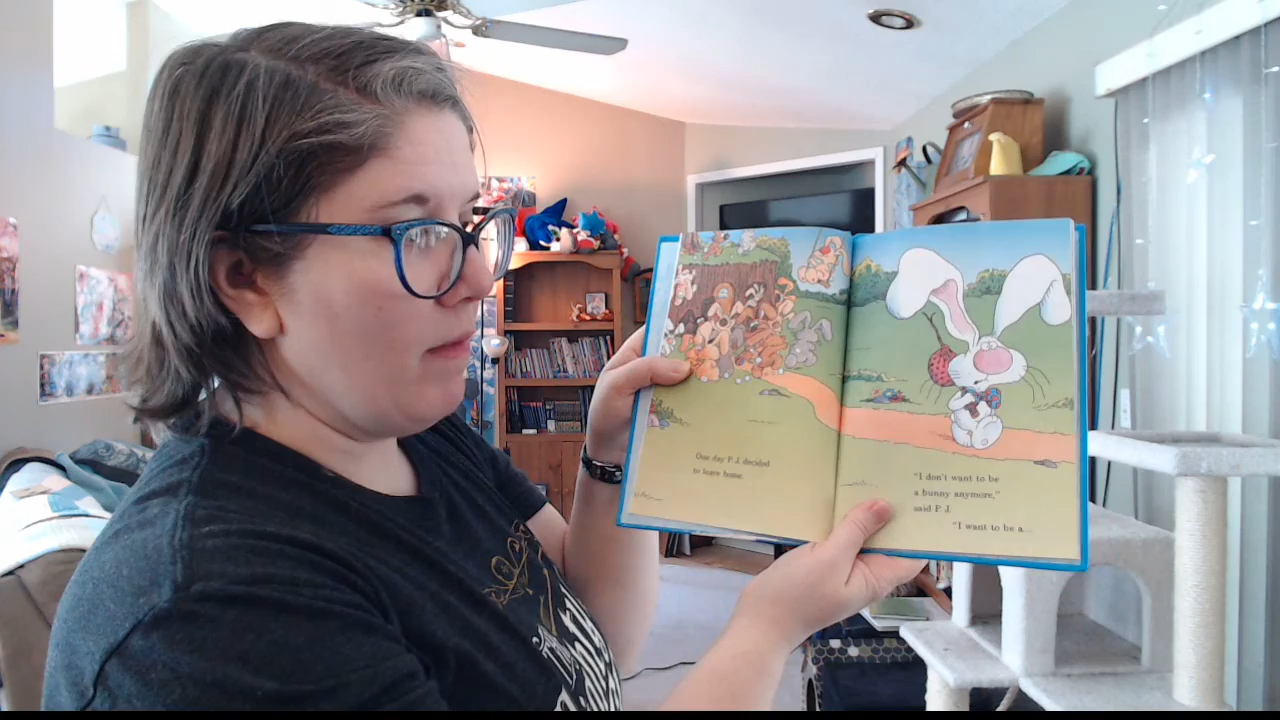 One day P. J. decided
to leave home.
"I don't want to be
a bunny anymore,"
said P. J.
"I want to be a...